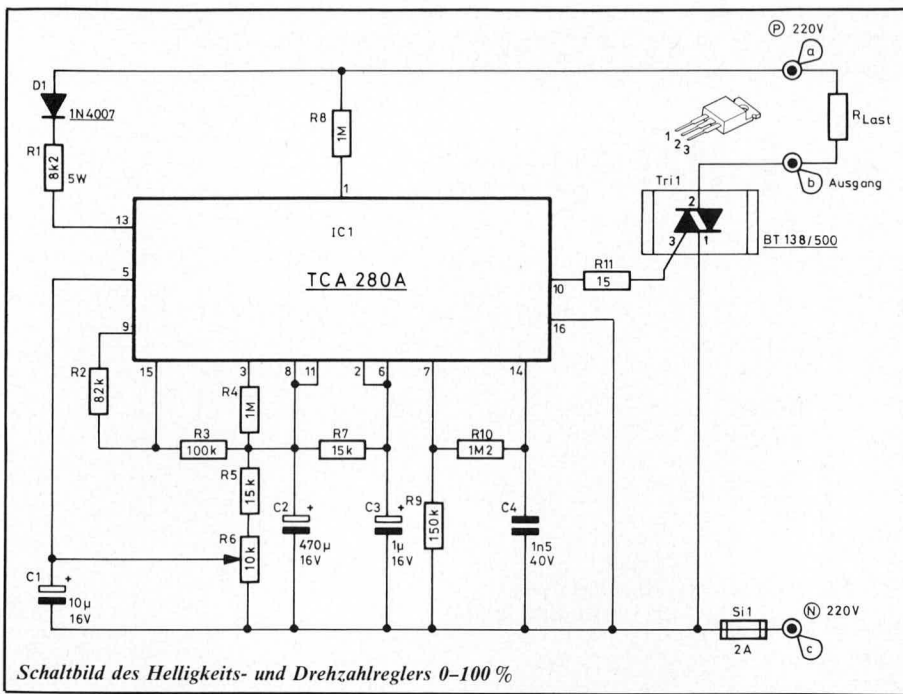 Ⓟ 220V
a
D1
1N4007
R8
1M
R Last
R1
8k2
5W
1
2
3
b Ausgang
Tri1
2
3
1
BT 138/500
13
1
IC1
TCA 280A
5
9
10
16
R11
15
R2
82k
15
3
8
11
2
6
7
14
R4
1M
R3
100k
R7
15k
R10
1M2
R5
15k
R6
10k
C2
+
470µ
16V
C3
+
1µ
16V
R9
150k
C4
1n5
40V
C1
+
10µ
16V
Si1
2A
Ⓝ 220V
c
Schaltbild des Helligkeits- und Drehzahlreglers 0–100 %